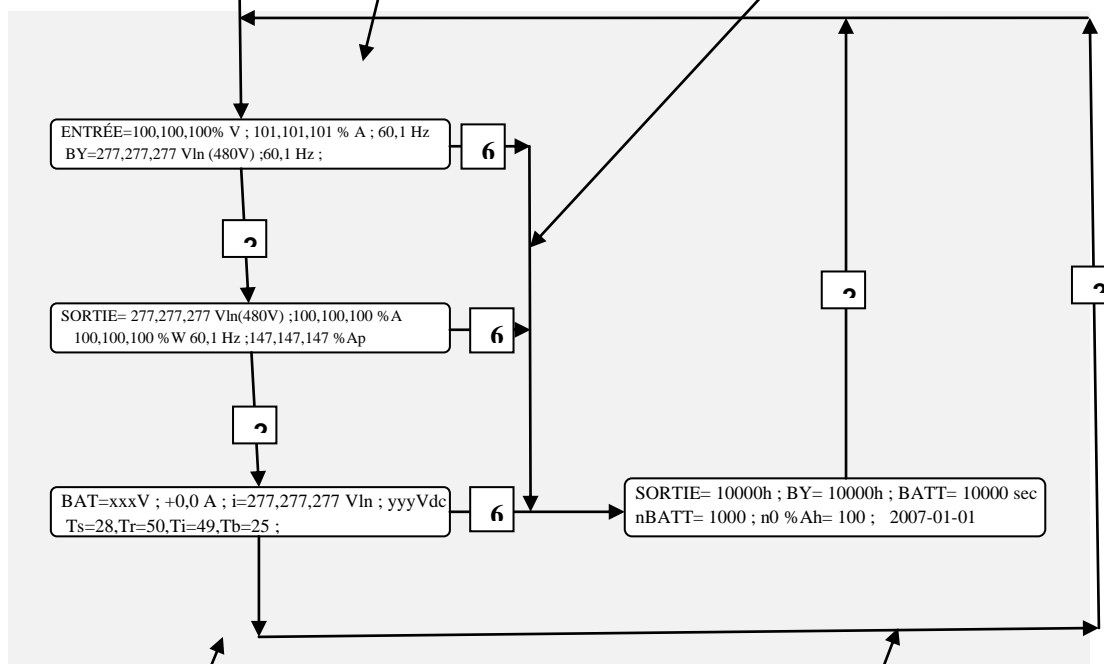 ENTRÉE=100,100,100% V ; 101,101,101 % A ; 60,1 Hz
BY=277,277,277 Vln (480V) ;60,1 Hz ;
6
SORTIE= 277,277,277 Vln(480V) ;100,100,100 %A
100,100,100 %W 60,1 Hz ;147,147,147 %Ap
6
BAT=xxxV ; +0,0 A ; i=277,277,277 Vln ; yyyVdc
Ts=28,Tr=50,Ti=49,Tb=25 ;
6
SORTIE= 10000h ; BY= 10000h ; BATT= 10000 sec
nBATT= 1000 ; n0 %Ah= 100 ; 2007-01-01